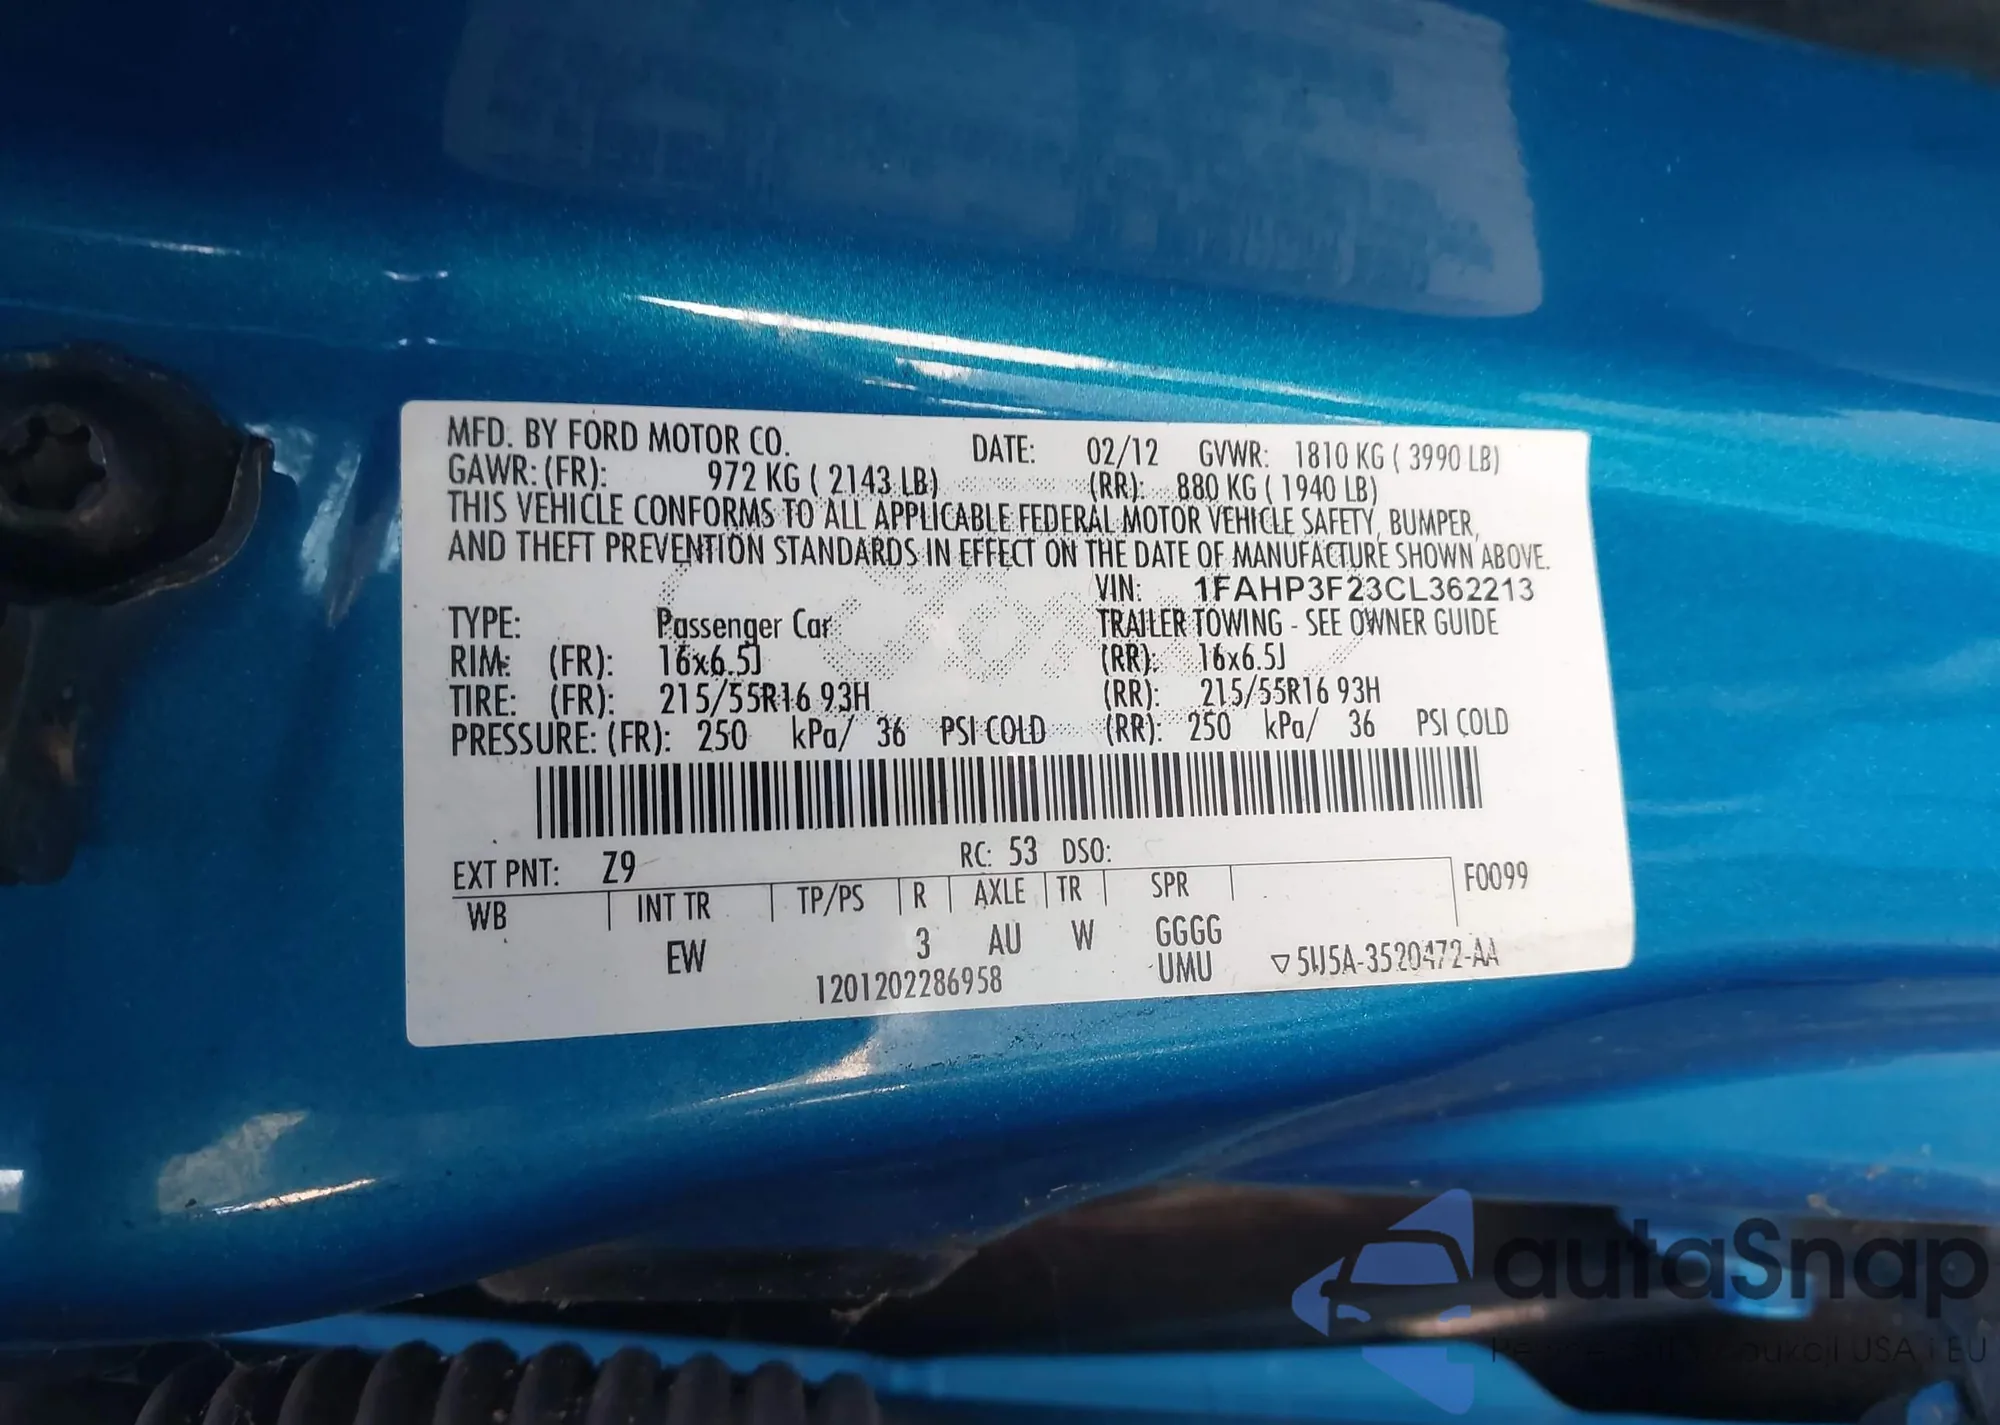 MFD. BY FORD MOTOR CO. DATE: 02/12 GVWR: 1810 KG ( 3990 LB)
GAWR: (FR): 972 KG ( 2143 LB) (RR): 880 KG ( 1940 LB)
THIS VEHICLE CONFORMS TO ALL APPLICABLE FEDERAL MOTOR VEHICLE SAFETY, BUMPER,
AND THEFT PREVENTION STANDARDS IN EFFECT ON THE DATE OF MANUFACTURE SHOWN ABOVE.
VIN: 1FAHP3F23CL362213
TYPE: Passenger Car TRAILER TOWING - SEE OWNER GUIDE
RIM: (FR): 16x6.5J (RR): 16x6.5J
TIRE: (FR): 215/55R16 93H (RR): 215/55R16 93H
PRESSURE: (FR): 250 kPa/ 36 PSI COLD (RR): 250 kPa/ 36 PSI COLD
EXT PNT: Z9 RC: 53 DSO:
WB INT TR TP/PS R AXLE TR SPR F0099
EW 3 AU W GGGG
UMU ▽ 5W5A-3520472-AA
1201202286958
autaSnap
USA i EU